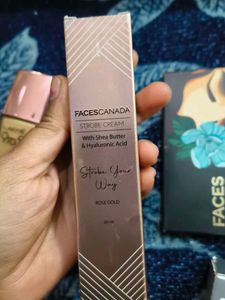 FACESCANADA
STROBE CREAM
With Shea Butter
& Hyaluronic Acid
Strobe Your
Way
ROSE GOLD
FACES